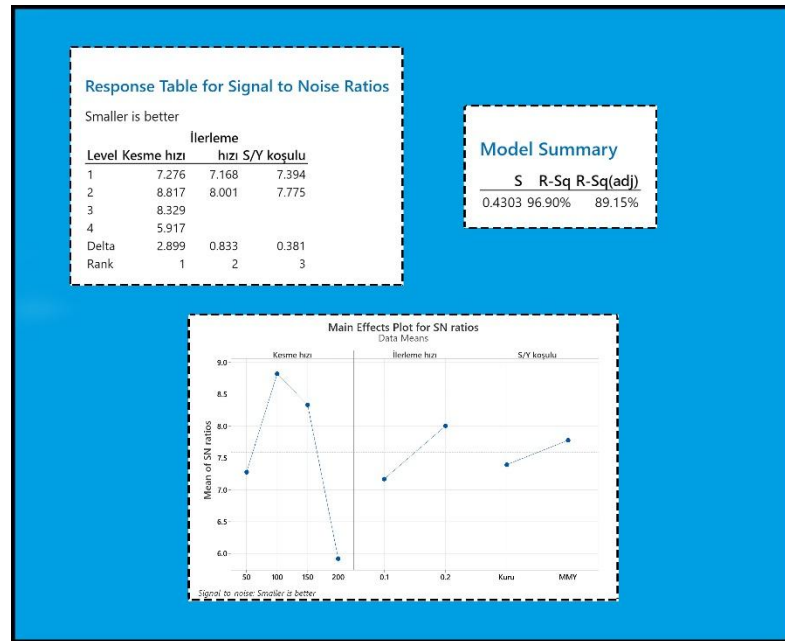 Response Table for Signal to Noise Ratios
Smaller is better
İlerleme
Level Kesme hızı hızı S/Y koşulu
1 7.276 7.168 7.394
2 8.817 8.001 7.775
3 8.329
4 5.917
Delta 2.899 0.833 0.381
Rank 1 2 3
Model Summary
S R-Sq R-Sq(adj)
0.4303 96.90% 89.15%
Main Effects Plot for SN ratios
Data Means
Kesme hızı İlerleme hızı S/Y koşulu
Mean of SN ratios
9.0
8.5
8.0
7.5
7.0
6.5
6.0
50 100 150 200 0.1 0.2 Kuru MMY
Signal to noise: Smaller is better